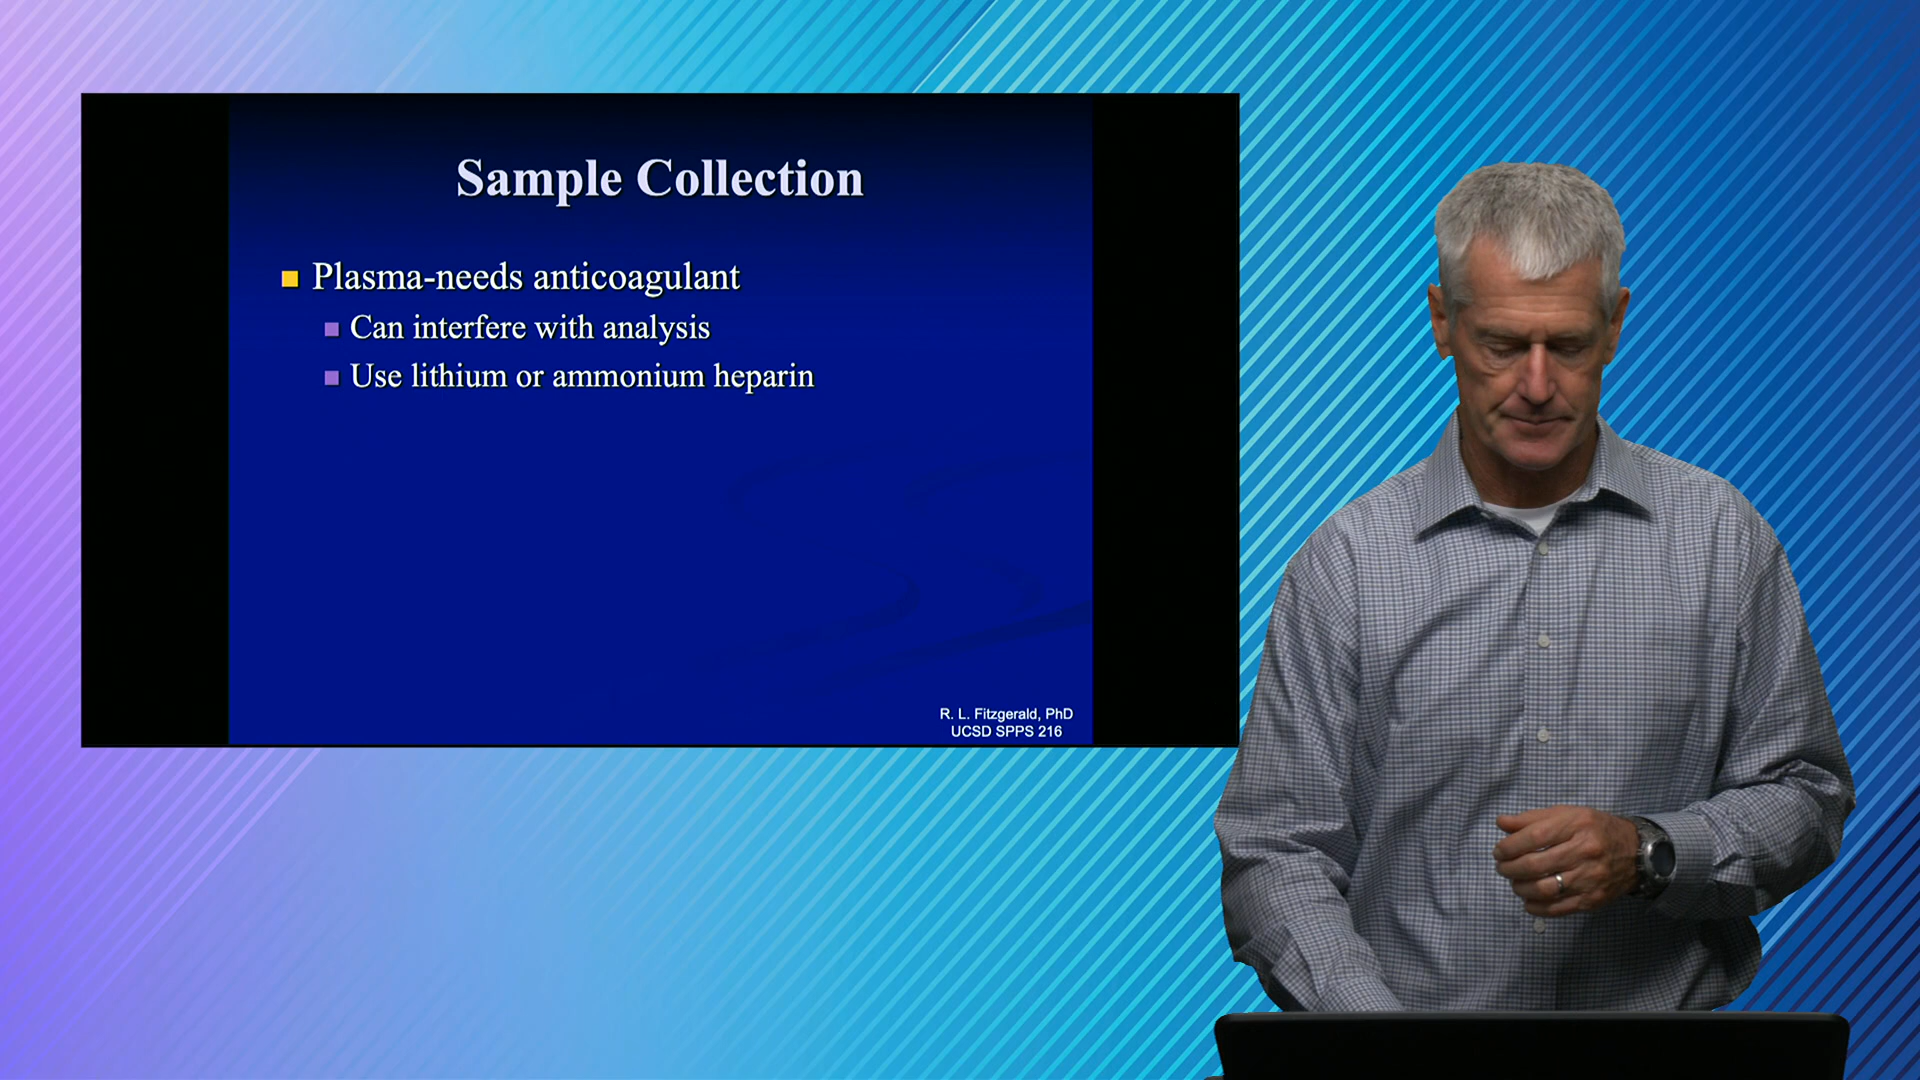 Sample Collection
Plasma-needs anticoagulant
Can interfere with analysis
Use lithium or ammonium heparin
R. L. Fitzgerald, PhD
UCSD SPPS 216